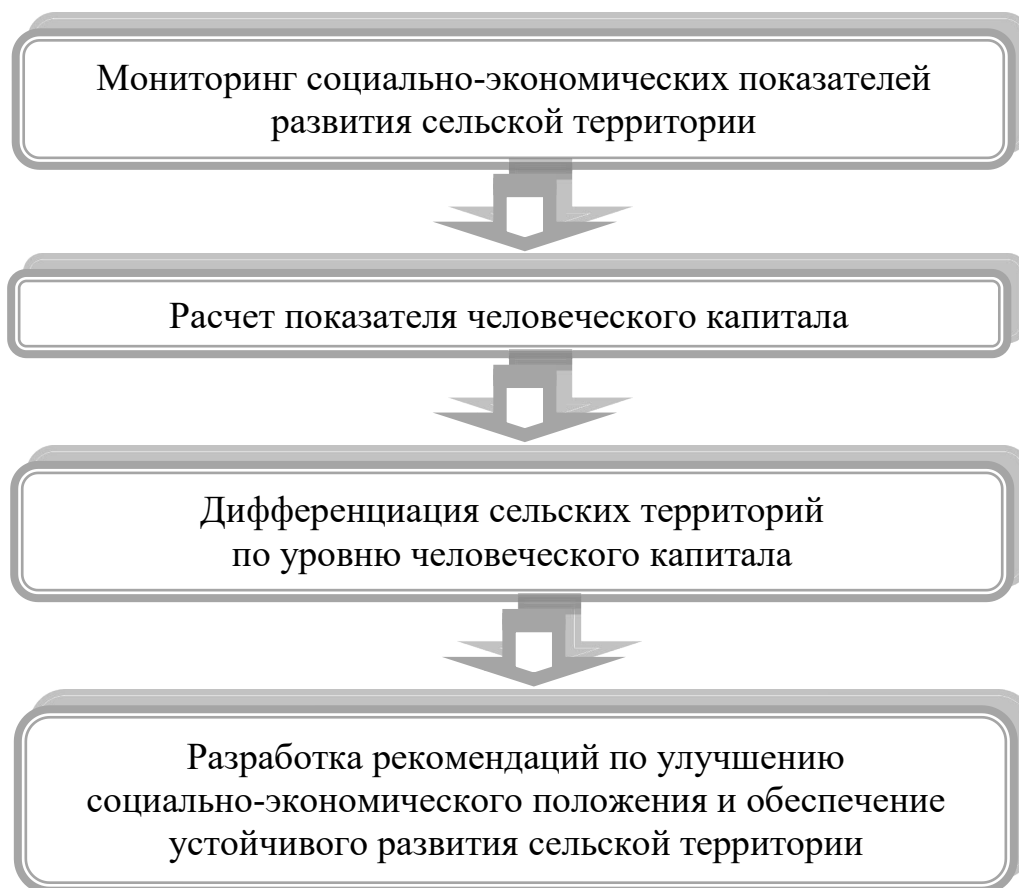 Мониторинг социально-экономических показателей
развития сельской территории
Расчет показателя человеческого капитала
Дифференциация сельских территорий
по уровню человеческого капитала
Разработка рекомендаций по улучшению
социально-экономического положения и обеспечение
устойчивого развития сельской территории